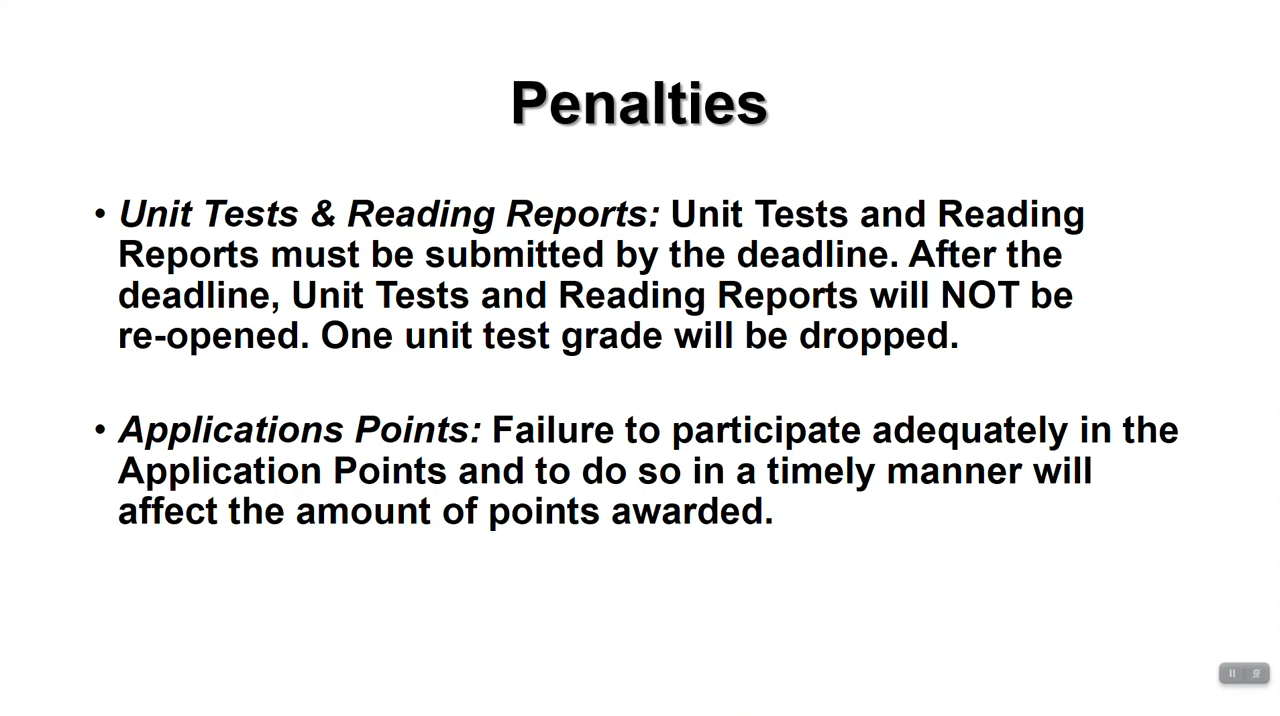 Penalties
• Unit Tests & Reading Reports: Unit Tests and Reading
Reports must be submitted by the deadline. After the
deadline, Unit Tests and Reading Reports will NOT be
re-opened. One unit test grade will be dropped.
• Applications Points: Failure to participate adequately in the
Application Points and to do so in a timely manner will
affect the amount of points awarded.